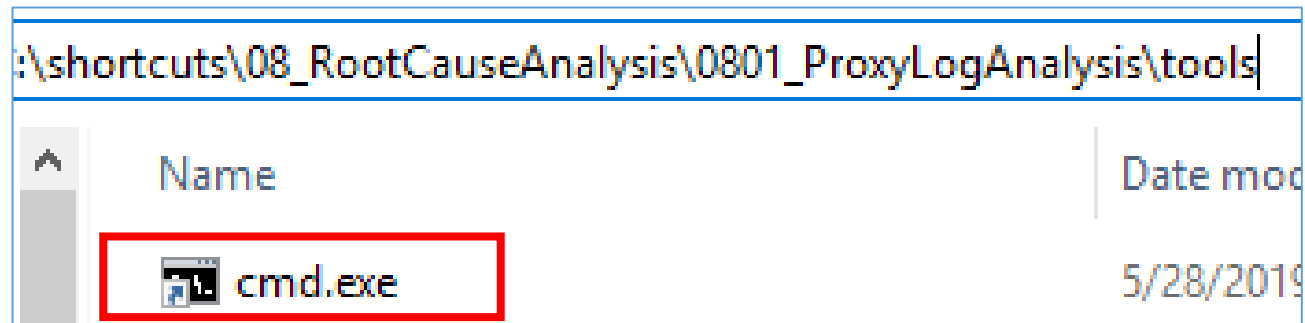 :\shortcuts\08_RootCauseAnalysis\0801_ProxyLogAnalysis\tools
Name Date mod
cmd.exe 5/28/2019